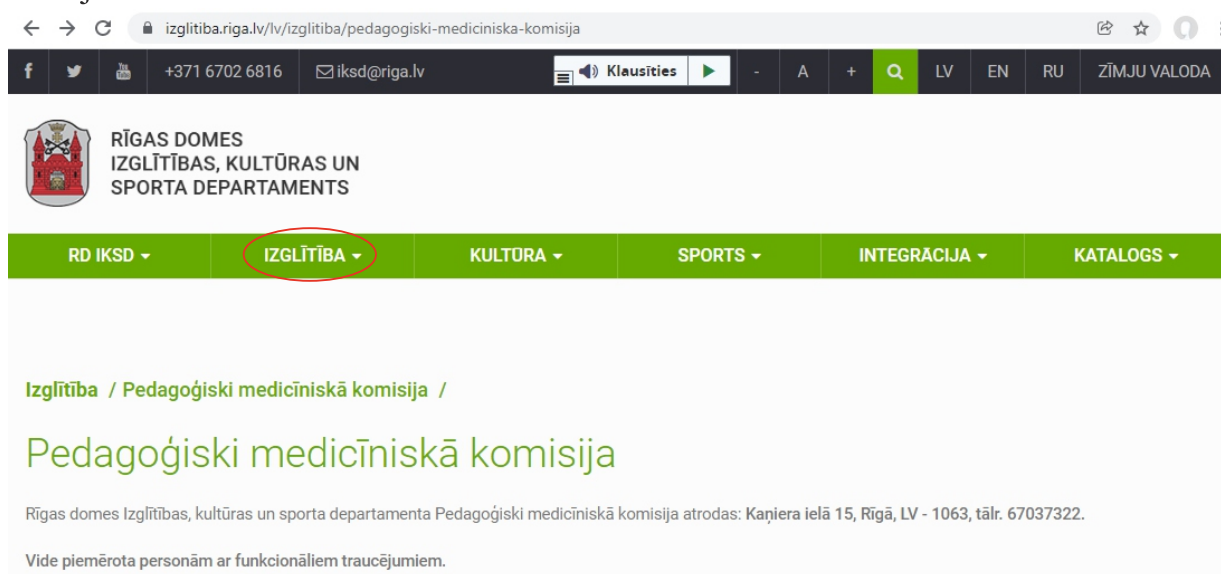 izglitiba.riga.lv/lv/izglitiba/pedagogiski-mediciniska-komisija
+371 6702 6816 iksd@riga.lv Klausīties - A + LV EN RU ZĪMJU VALODA
RĪGAS DOMES
IZGLĪTĪBAS, KULTŪRAS UN
SPORTA DEPARTAMENTS
RD IKSD IZGLĪTĪBA KULTŪRA SPORTS INTEGRĀCIJA KATALOGS
Izglītība / Pedagoģiski medicīniskā komisija /
Pedagoģiski medicīniskā komisija
Rīgas domes Izglītības, kultūras un sporta departamenta Pedagoģiski medicīniskā komisija atrodas: Kaņiera ielā 15, Rīgā, LV - 1063, tālr. 67037322.
Vide piemērota personām ar funkcionāliem traucējumiem.